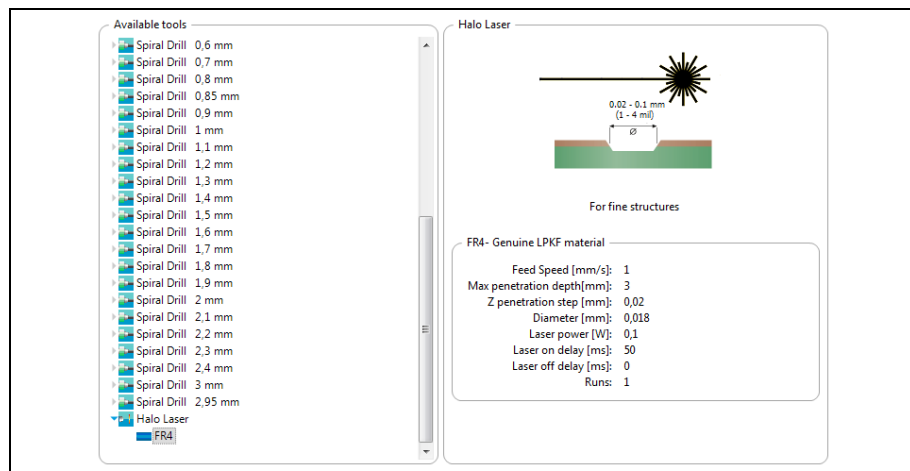 Available tools
Spiral Drill 0,6 mm
Spiral Drill 0,7 mm
Spiral Drill 0,8 mm
Spiral Drill 0,85 mm
Spiral Drill 0,9 mm
Spiral Drill 1 mm
Spiral Drill 1,1 mm
Spiral Drill 1,2 mm
Spiral Drill 1,3 mm
Spiral Drill 1,4 mm
Spiral Drill 1,5 mm
Spiral Drill 1,6 mm
Spiral Drill 1,7 mm
Spiral Drill 1,8 mm
Spiral Drill 1,9 mm
Spiral Drill 2 mm
Spiral Drill 2,1 mm
Spiral Drill 2,2 mm
Spiral Drill 2,3 mm
Spiral Drill 2,4 mm
Spiral Drill 3 mm
Spiral Drill 2,95 mm
Halo Laser
FR4
Halo Laser
0.02 - 0.1 mm
(1 - 4 mil)
Ø
For fine structures
FR4- Genuine LPKF material
Feed Speed [mm/s]: 1
Max penetration depth[mm]: 3
Z penetration step [mm]: 0,02
Diameter [mm]: 0,018
Laser power [W]: 0,1
Laser on delay [ms]: 50
Laser off delay [ms]: 0
Runs: 1